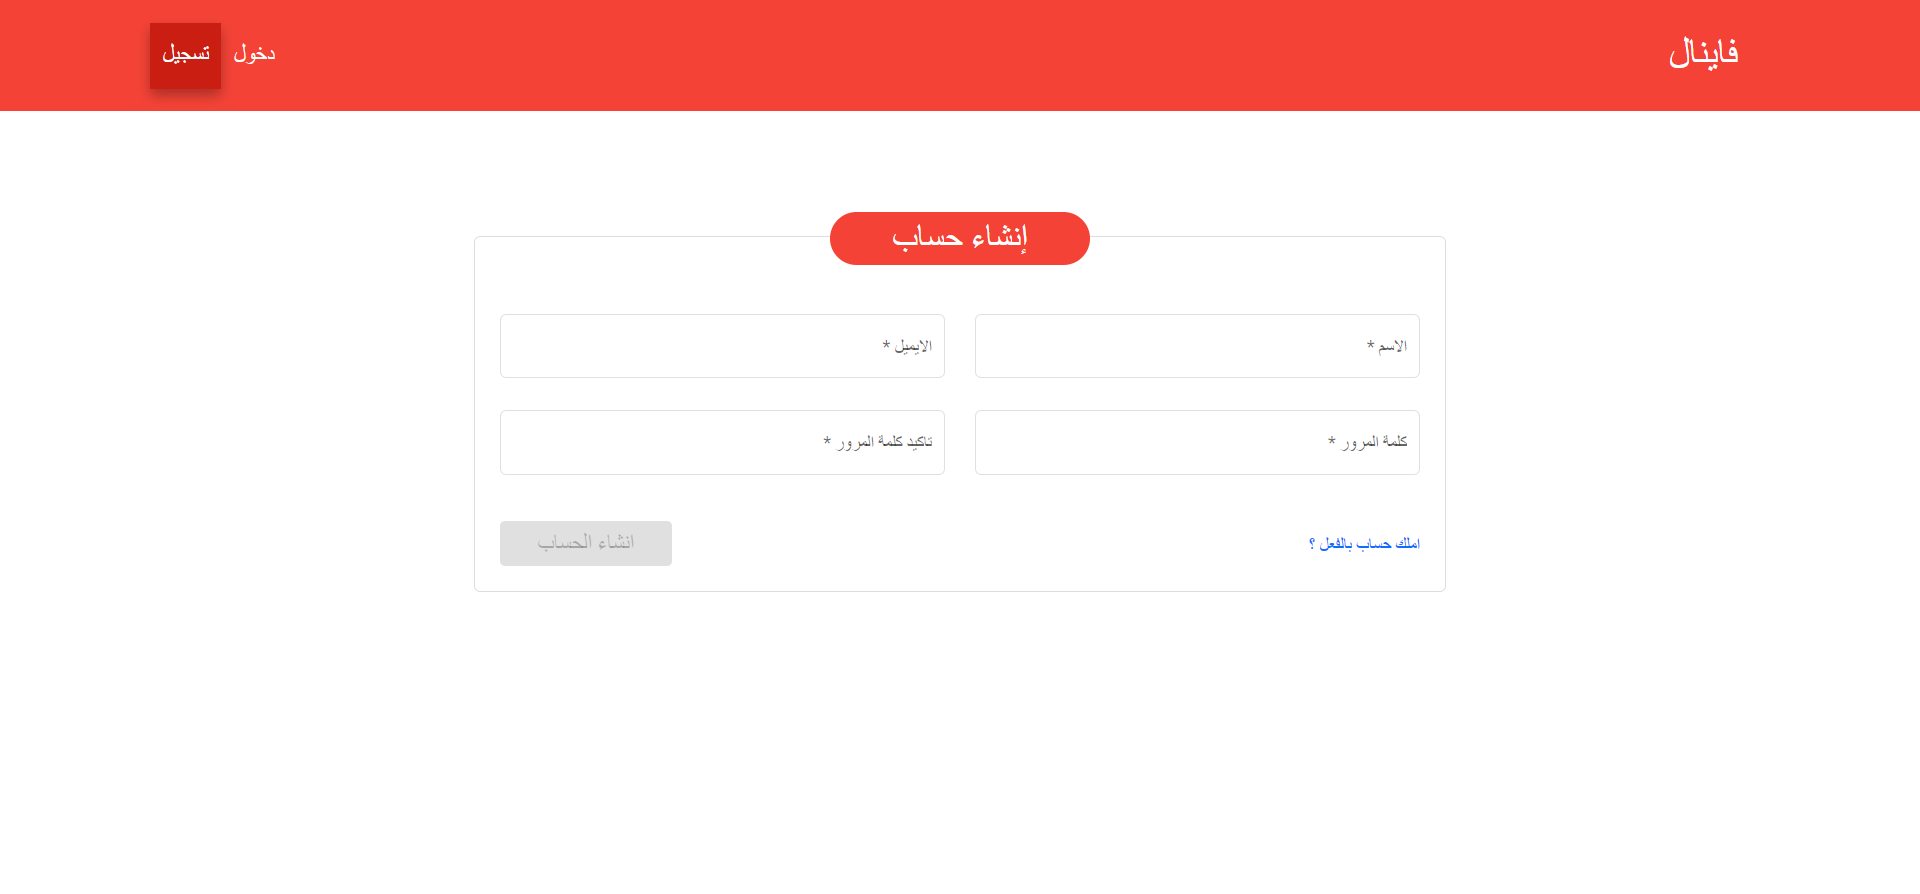 فاينال
دخول
تسجيل
إنشاء حساب
الاسم *
الايميل *
كلمة المرور *
تاكيد كلمة المرور *
املك حساب بالفعل ؟
انشاء الحساب